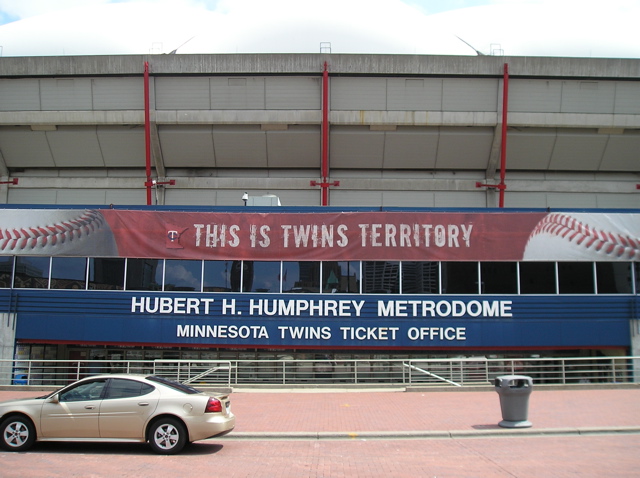 THIS IS TWINS TERRITORY
HUBERT H. HUMPHREY METRODOME
MINNESOTA TWINS TICKET OFFICE